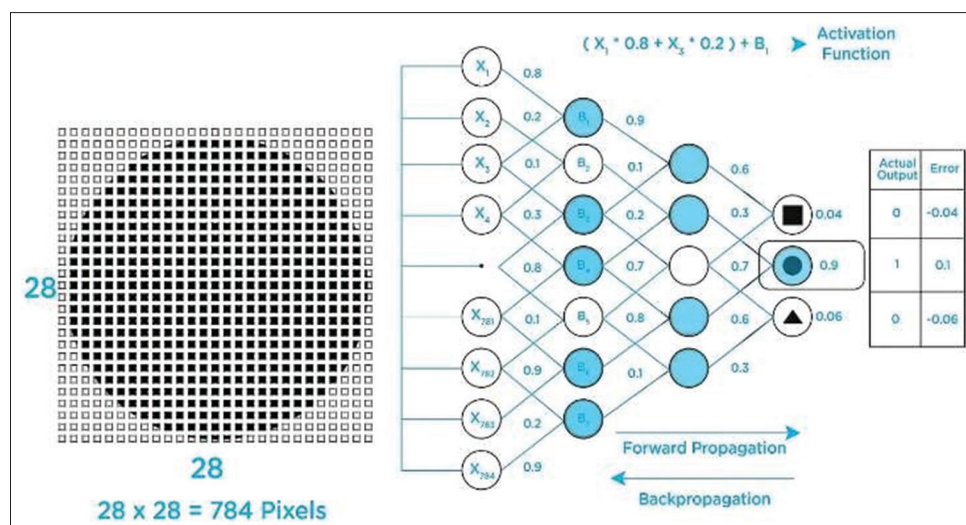 ( X₁ * 0.8 + X₃ * 0.2 ) + B₁
Activation
Function
X₁
X₂
X₃
X₄
X₇₈₁
X₇₈₂
X₇₈₃
X₇₈₄
0.8
0.2
0.1
0.3
0.8
0.1
0.9
0.2
0.9
B₁
B₂
B₃
B₄
B₅
B₆
B₇
0.9
0.1
0.2
0.7
0.8
0.1
0.6
0.3
0.7
0.6
0.3
0.04
0.9
0.06
Actual Error
Output
0 -0.04
1 0.1
0 -0.06
28
28
28 x 28 = 784 Pixels
Forward Propagation
Backpropagation